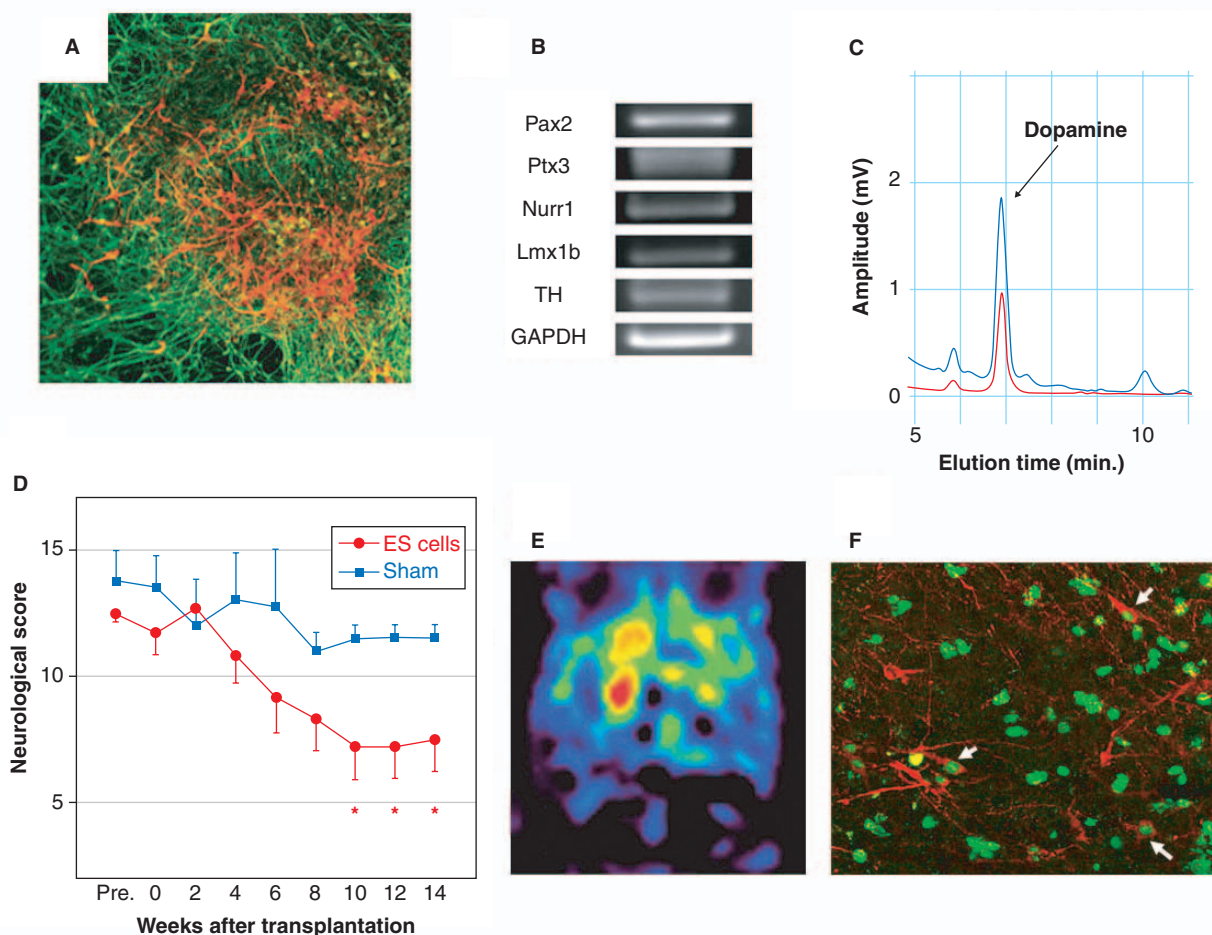 A
B
Pax2
Ptx3
Nurr1
Lmx1b
TH
GAPDH
C
Dopamine
Amplitude (mV)
2
1
0
5
10
Elution time (min.)
D
ES cells
Sham
Neurological score
15
10
5
* * *
Pre. 0 2 4 6 8 10 12 14
Weeks after transplantation
E
F